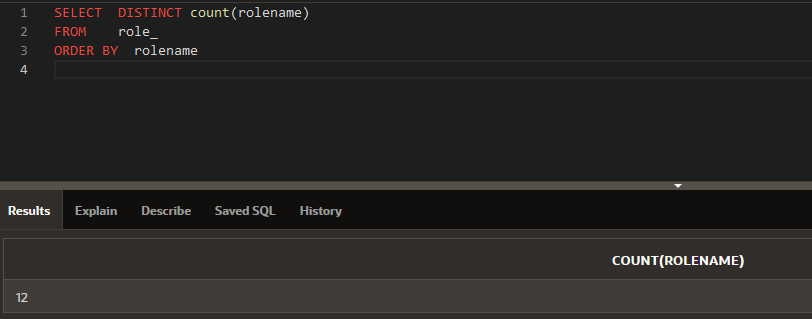 1 SELECT DISTINCT count(rolename)
2 FROM role_
3 ORDER BY rolename
4
Results Explain Describe Saved SQL History
COUNT(ROLENAME)
12